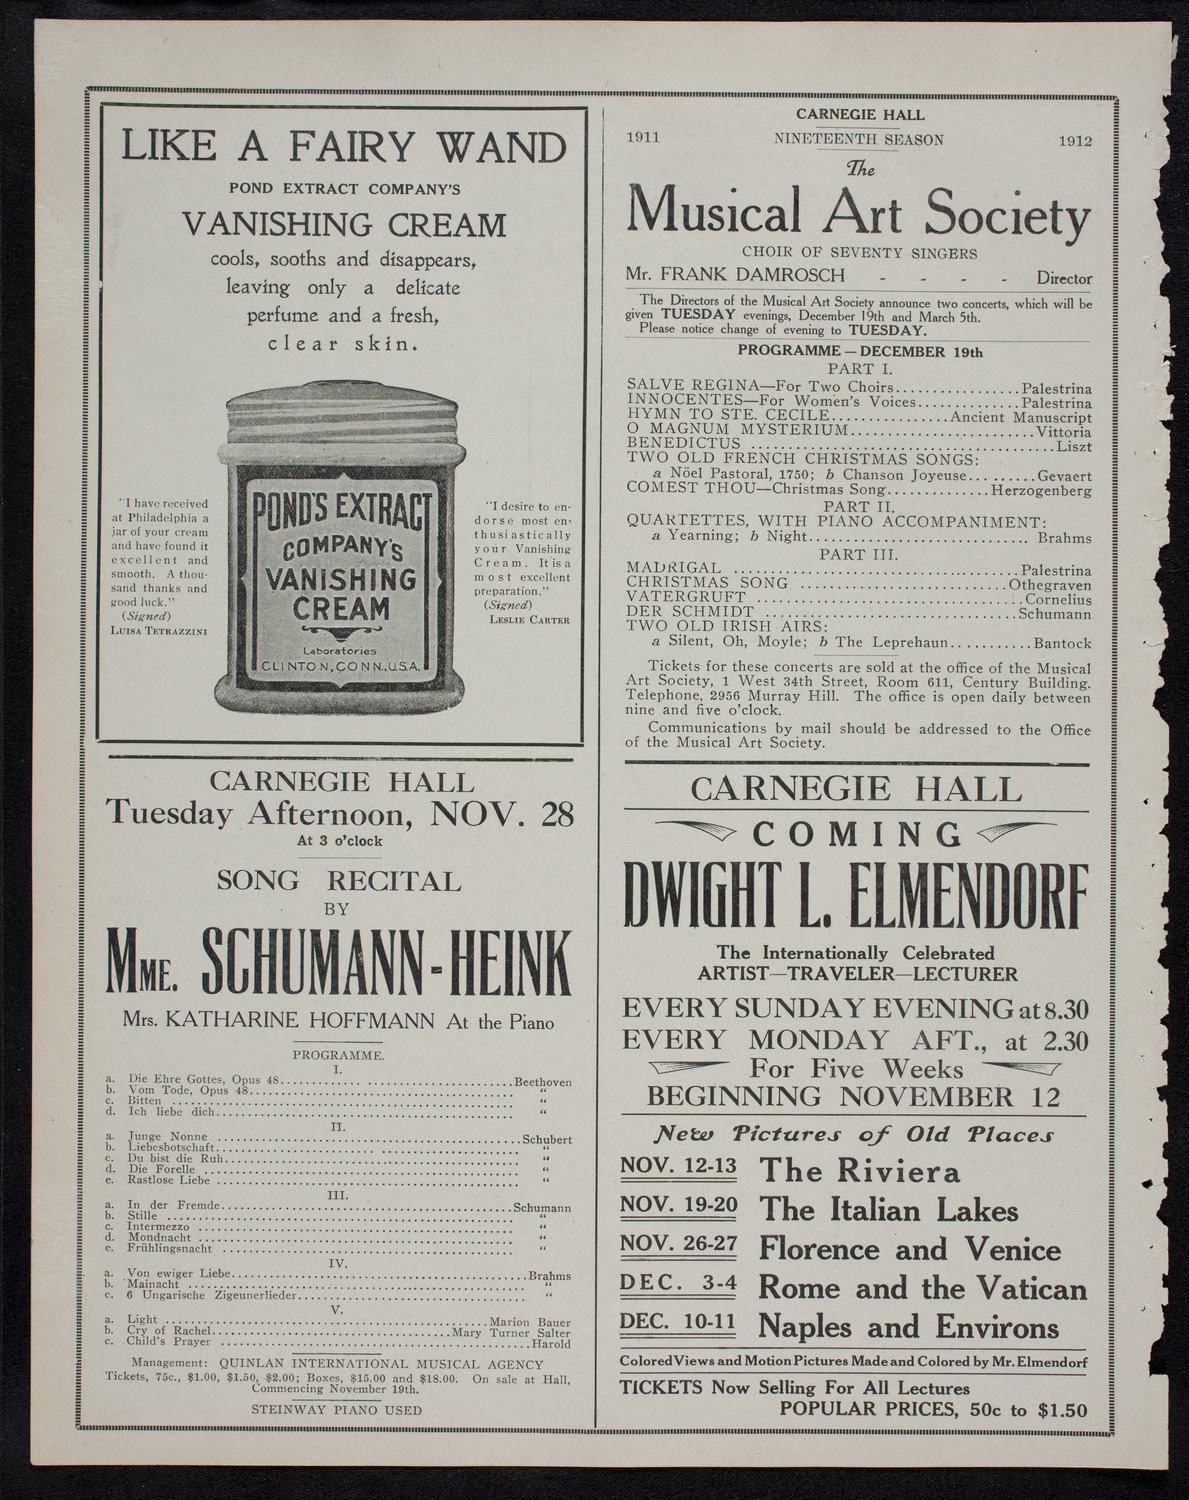 LIKE A FAIRY WAND
POND EXTRACT COMPANY'S
VANISHING CREAM
cools, sooths and disappears,
leaving only a delicate
perfume and a fresh,
clear skin.
"I have received
at Philadelphia a
jar of your cream
and have found it
excellent and
smooth. A thou-
sand thanks and
good luck."
(Signed)
LUISA TETRAZZINI
POND'S EXTRACT
COMPANY'S
VANISHING
CREAM
Laboratories
CLINTON, CONN., U.S.A.
"I desire to en-
dorse most en-
thusiastically
your Vanishing
Cream. It is a
most excellent
preparation."
(Signed)
LESLIE CARTER
CARNEGIE HALL
Tuesday Afternoon, NOV. 28
At 3 o'clock
SONG RECITAL
BY
MME. SCHUMANN-HEINK
Mrs. KATHARINE HOFFMANN At the Piano
PROGRAMME.
I.
a. Die Ehre Gottes, Opus 48....................Beethoven
b. Vom Tode, Opus 48.................... "
c. Bitten .................... "
d. Ich liebe dich.................... "
II.
a. Junge Nonne ....................Schubert
b. Liebesbotschaft.................... "
c. Du bist die Ruh.................... "
d. Die Forelle .................... "
e. Rastlose Liebe .................... "
III.
a. In der Fremde....................Schumann
b. Stille .................... "
c. Intermezzo .................... "
d. Mondnacht .................... "
e. Frühlingsnacht .................... "
IV.
a. Von ewiger Liebe....................Brahms
b. Mainacht .................... "
c. 6 Ungarische Zigeunerlieder.................... "
V.
a. Light ....................Marion Bauer
b. Cry of Rachel....................Mary Turner Salter
c. Child's Prayer ....................Harold
Management: QUINLAN INTERNATIONAL MUSICAL AGENCY
Tickets, 75c., $1.00, $1.50, $2.00; Boxes, $15.00 and $18.00. On sale at Hall,
Commencing November 19th.
STEINWAY PIANO USED
CARNEGIE HALL
1911 NINETEENTH SEASON 1912
The
Musical Art Society
CHOIR OF SEVENTY SINGERS
Mr. FRANK DAMROSCH - - - - Director
The Directors of the Musical Art Society announce two concerts, which will be
given TUESDAY evenings, December 19th and March 5th.
Please notice change of evening to TUESDAY.
PROGRAMME—DECEMBER 19th
PART I.
SALVE REGINA—For Two Choirs....................Palestrina
INNOCENTES—For Women's Voices....................Palestrina
HYMN TO STE. CECILE....................Ancient Manuscript
O MAGNUM MYSTERIUM....................Vittoria
BENEDICTUS ....................Liszt
TWO OLD FRENCH CHRISTMAS SONGS:
a Nöel Pastoral, 1750; b Chanson Joyeuse.........Gevaert
COMEST THOU—Christmas Song.............Herzogenberg
PART II.
QUARTETTES, WITH PIANO ACCOMPANIMENT:
a Yearning; b Night.................... Brahms
PART III.
MADRIGAL ....................Palestrina
CHRISTMAS SONG ....................Othegraven
VATERGRUFT ....................Cornelius
DER SCHMIDT ....................Schumann
TWO OLD IRISH AIRS:
a Silent, Oh, Moyle; b The Leprehaun...........Bantock
Tickets for these concerts are sold at the office of the Musical
Art Society, 1 West 34th Street, Room 611, Century Building.
Telephone, 2956 Murray Hill. The office is open daily between
nine and five o'clock.
Communications by mail should be addressed to the Office
of the Musical Art Society.
CARNEGIE HALL
COMING
DWIGHT L. ELMENDORF
The Internationally Celebrated
ARTIST—TRAVELER—LECTURER
EVERY SUNDAY EVENING at 8.30
EVERY MONDAY AFT., at 2.30
For Five Weeks
BEGINNING NOVEMBER 12
New Pictures of Old Places
NOV. 12-13 The Riviera
NOV. 19-20 The Italian Lakes
NOV. 26-27 Florence and Venice
DEC. 3-4 Rome and the Vatican
DEC. 10-11 Naples and Environs
Colored Views and Motion Pictures Made and Colored by Mr. Elmendorf
TICKETS Now Selling For All Lectures
POPULAR PRICES, 50c to $1.50